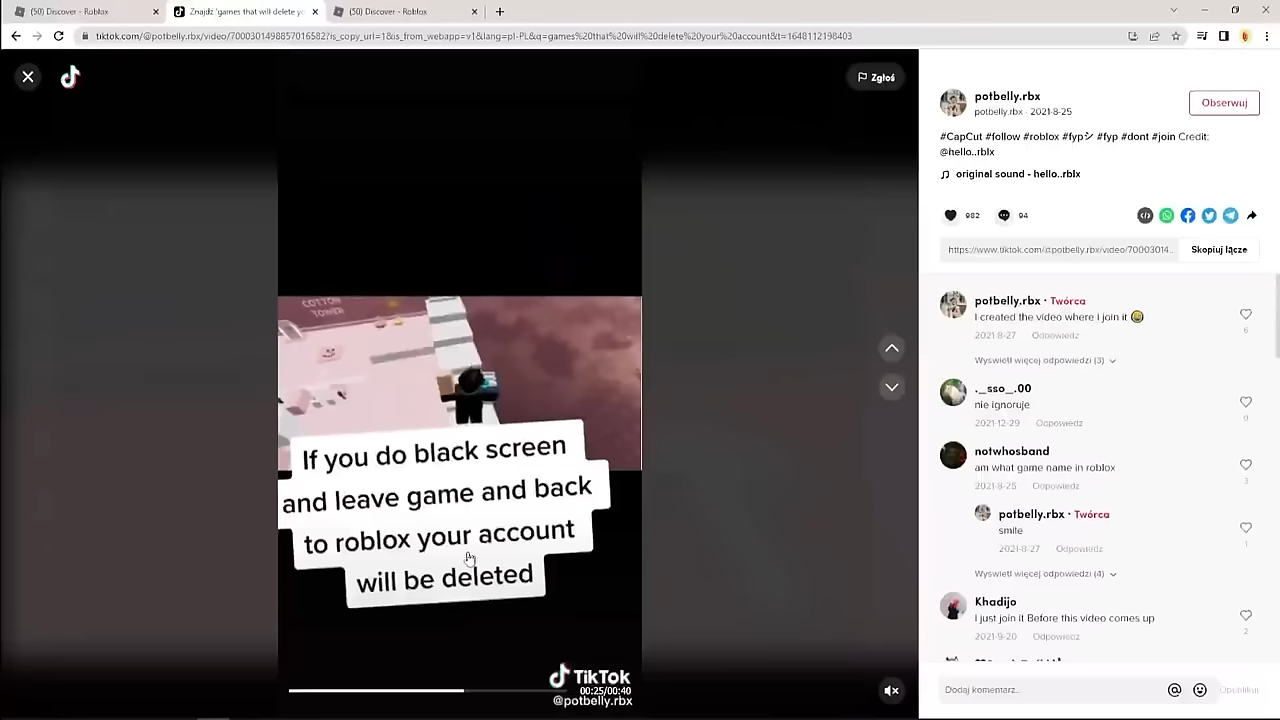 (50) Discover - Roblox
Znajdź 'games that will delete yo
(50) Discover - Roblox
tiktok.com/@potbelly.rbx/video/7000301498857016582?is_copy_url=1&is_from_webapp=v1&lang=pl-PL&q=games%20that%20will%20delete%20your%20account&t=1648112198403
Zgłoś
potbelly.rbx
potbelly.rbx · 2021-8-25
Obserwuj
#CapCut #follow #roblox #fypシ #fyp #dont #join Credit:
@hello..rblx
original sound - hello..rblx
982
94
https://www.tiktok.com/@potbelly.rbx/video/70003014...
Skopiuj łącze
COTTON
TOWER
If you do black screen
and leave game and back
to roblox your account
will be deleted
TikTok
00:25/00:40
@potbelly.rbx
potbelly.rbx · Twórca
I created the video where i join it
6
2021-8-27 Odpowiedz
Wyświetl więcej odpowiedzi (3)
._sso_.00
nie ignoruje
0
2021-12-29 Odpowiedz
notwhosband
am what game name in roblox
3
2021-8-25 Odpowiedz
potbelly.rbx · Twórca
smile
1
2021-8-27 Odpowiedz
Wyświetl więcej odpowiedzi (4)
Khadijo
I just join it Before this video comes up
2
2021-9-20 Odpowiedz
Dodaj komentarz...
Opublikuj